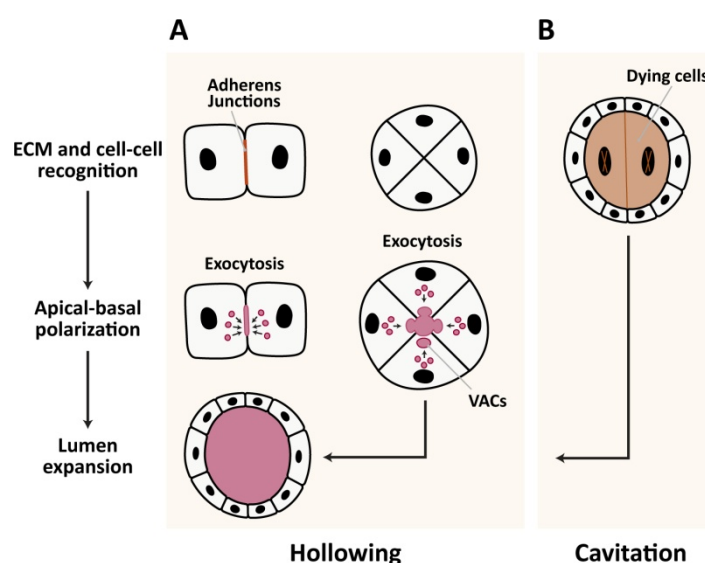 A
B
Adherens
Junctions
Dying cells
ECM and cell-cell
recognition
Exocytosis
Exocytosis
Apical-basal
polarization
VACs
Lumen
expansion
Hollowing
Cavitation